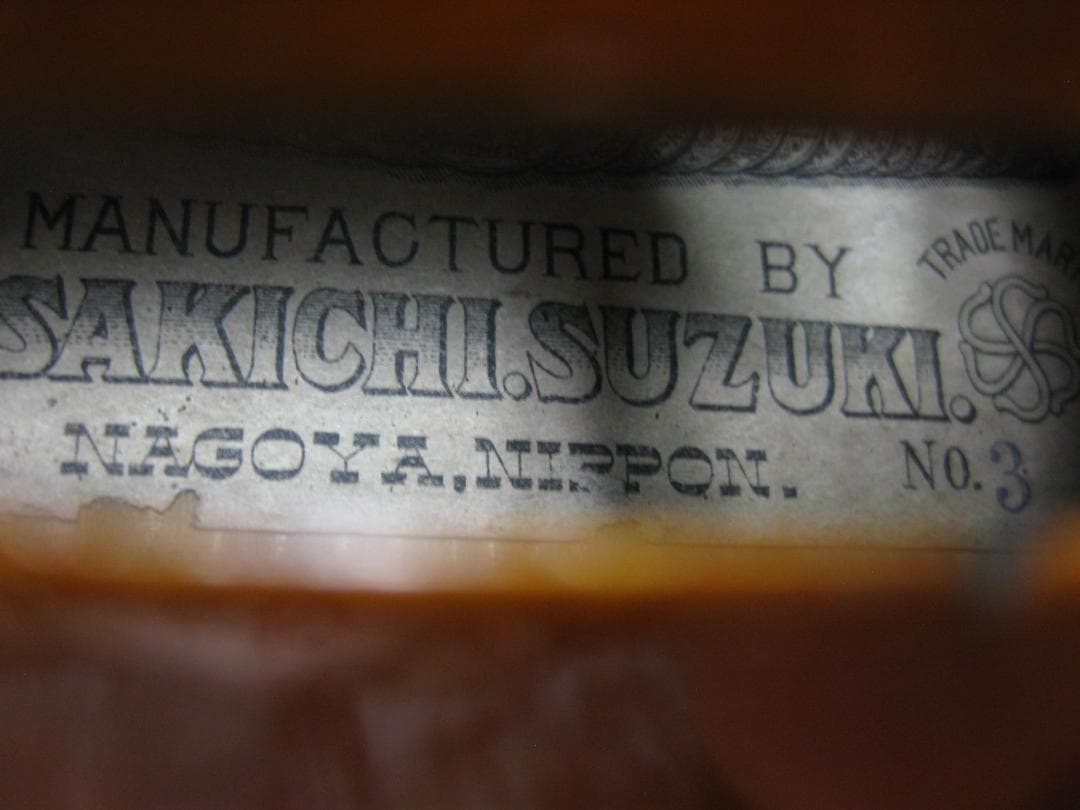 MANUFACTURED BY
TRADE MARK
SAKICHI.SUZUKI.
NAGOYA,NIPPON.
No. 3